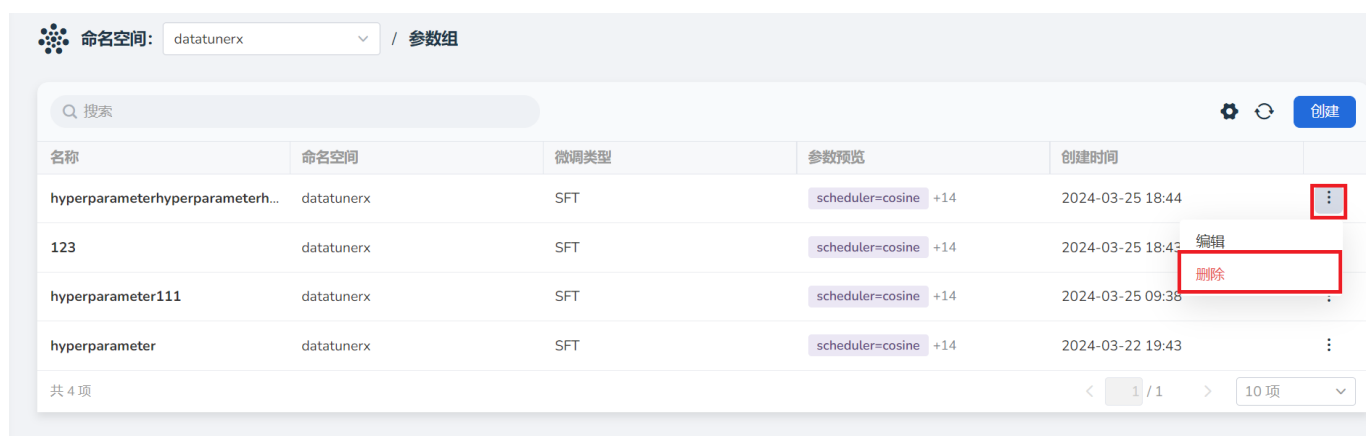 命名空间: datatunerx / 参数组
搜索 创建
名称 命名空间 微调类型 参数预览 创建时间
hyperparameterhyperparameterh... datatunerx SFT scheduler=cosine +14 2024-03-25 18:44
编辑
123 datatunerx SFT scheduler=cosine +14 2024-03-25 18:43
删除
hyperparameter111 datatunerx SFT scheduler=cosine +14 2024-03-25 09:38
hyperparameter datatunerx SFT scheduler=cosine +14 2024-03-22 19:43
共 4 项 1 / 1 10 项